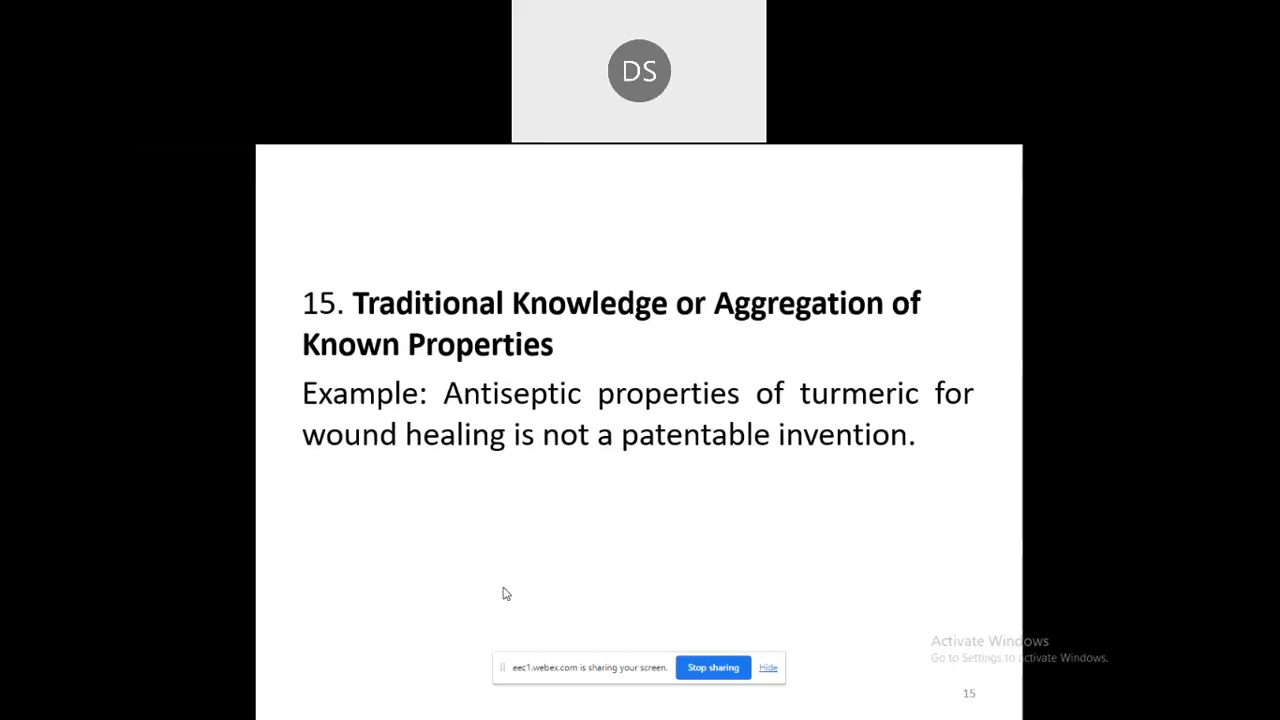 DS
15. Traditional Knowledge or Aggregation of
Known Properties
Example: Antiseptic properties of turmeric for
wound healing is not a patentable invention.
Activate Windows
Go to Settings to activate Windows.
eec1.webex.com is sharing your screen. Stop sharing Hide
15